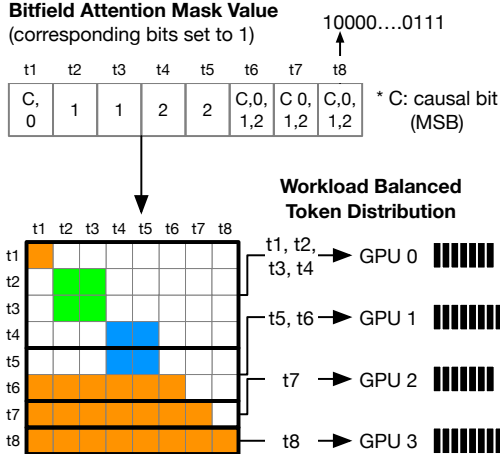 Bitfield Attention Mask Value
(corresponding bits set to 1)
10000....0111
t1 t2 t3 t4 t5 t6 t7 t8
C, 0 1 1 2 2 C,0, 1,2 C 0, 1,2 C,0, 1,2
* C: causal bit
(MSB)
Workload Balanced
Token Distribution
t1 t2 t3 t4 t5 t6 t7 t8
t1
t2
t3
t4
t5
t6
t7
t8
t1, t2,
t3, t4
GPU 0
t5, t6
GPU 1
t7
GPU 2
t8
GPU 3